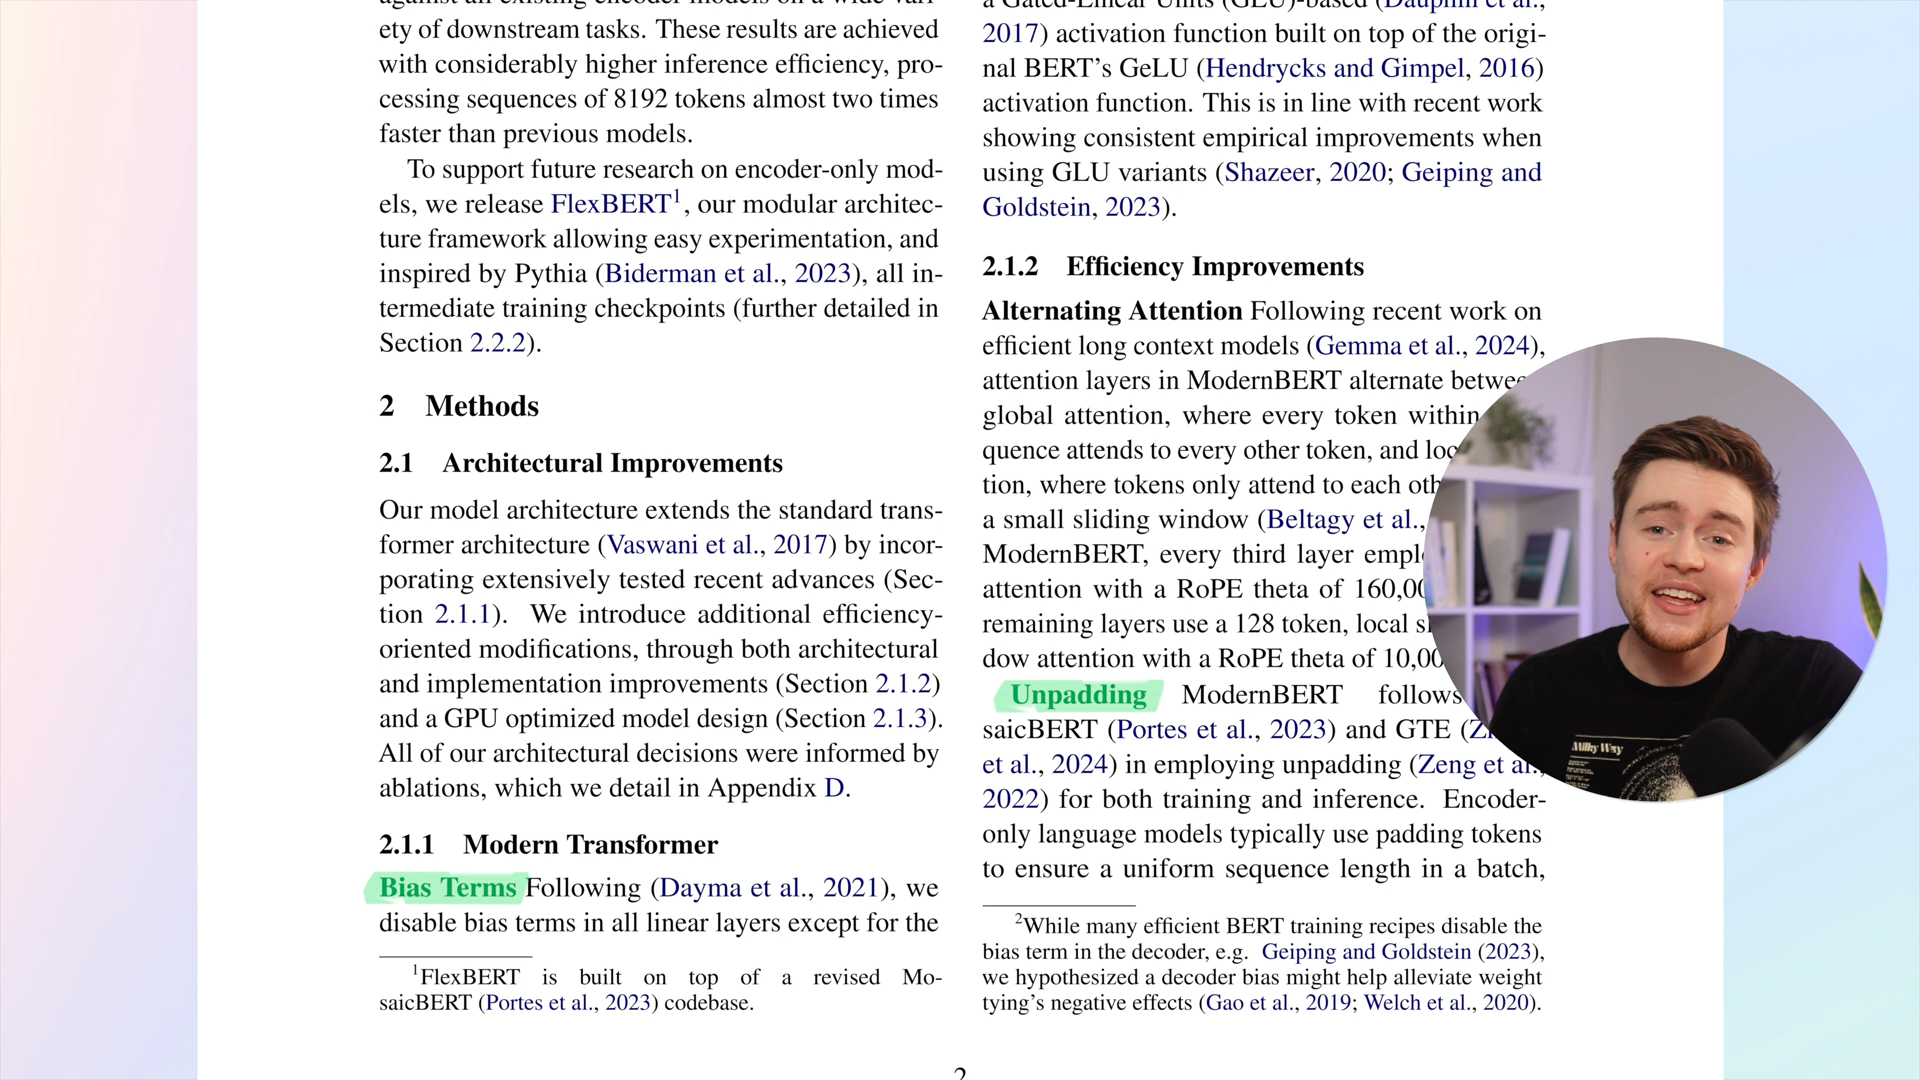 ety of downstream tasks. These results are achieved
with considerably higher inference efficiency, pro-
cessing sequences of 8192 tokens almost two times
faster than previous models.
To support future research on encoder-only mod-
els, we release FlexBERT1, our modular architec-
ture framework allowing easy experimentation, and
inspired by Pythia (Biderman et al., 2023), all in-
termediate training checkpoints (further detailed in
Section 2.2.2).
2 Methods
2.1 Architectural Improvements
Our model architecture extends the standard trans-
former architecture (Vaswani et al., 2017) by incor-
porating extensively tested recent advances (Sec-
tion 2.1.1). We introduce additional efficiency-
oriented modifications, through both architectural
and implementation improvements (Section 2.1.2)
and a GPU optimized model design (Section 2.1.3).
All of our architectural decisions were informed by
ablations, which we detail in Appendix D.
2.1.1 Modern Transformer
Bias Terms Following (Dayma et al., 2021), we
disable bias terms in all linear layers except for the
1FlexBERT is built on top of a revised Mo-
saicBERT (Portes et al., 2023) codebase.
a Gated-Linear Units (GLU)-based (Dauphin et al.,
2017) activation function built on top of the origi-
nal BERT's GeLU (Hendrycks and Gimpel, 2016)
activation function. This is in line with recent work
showing consistent empirical improvements when
using GLU variants (Shazeer, 2020; Geiping and
Goldstein, 2023).
2.1.2 Efficiency Improvements
Alternating Attention Following recent work on
efficient long context models (Gemma et al., 2024),
attention layers in ModernBERT alternate
global attention, where every token within
quence attends to every other token, and
tion, where tokens only attend to each
a small sliding window (Beltagy et al.,
ModernBERT, every third layer
attention with a RoPE theta of
remaining layers use a 128 token, local
dow attention with a RoPE theta of
Unpadding ModernBERT follows
saicBERT (Portes et al., 2023) and GTE
et al., 2024) in employing unpadding (Zeng et al.,
2022) for both training and inference. Encoder-
only language models typically use padding tokens
to ensure a uniform sequence length in a batch,
2While many efficient BERT training recipes disable the
bias term in the decoder, e.g. Geiping and Goldstein (2023),
we hypothesized a decoder bias might help alleviate weight
tying's negative effects (Gao et al., 2019; Welch et al., 2020).
2
Milky Way